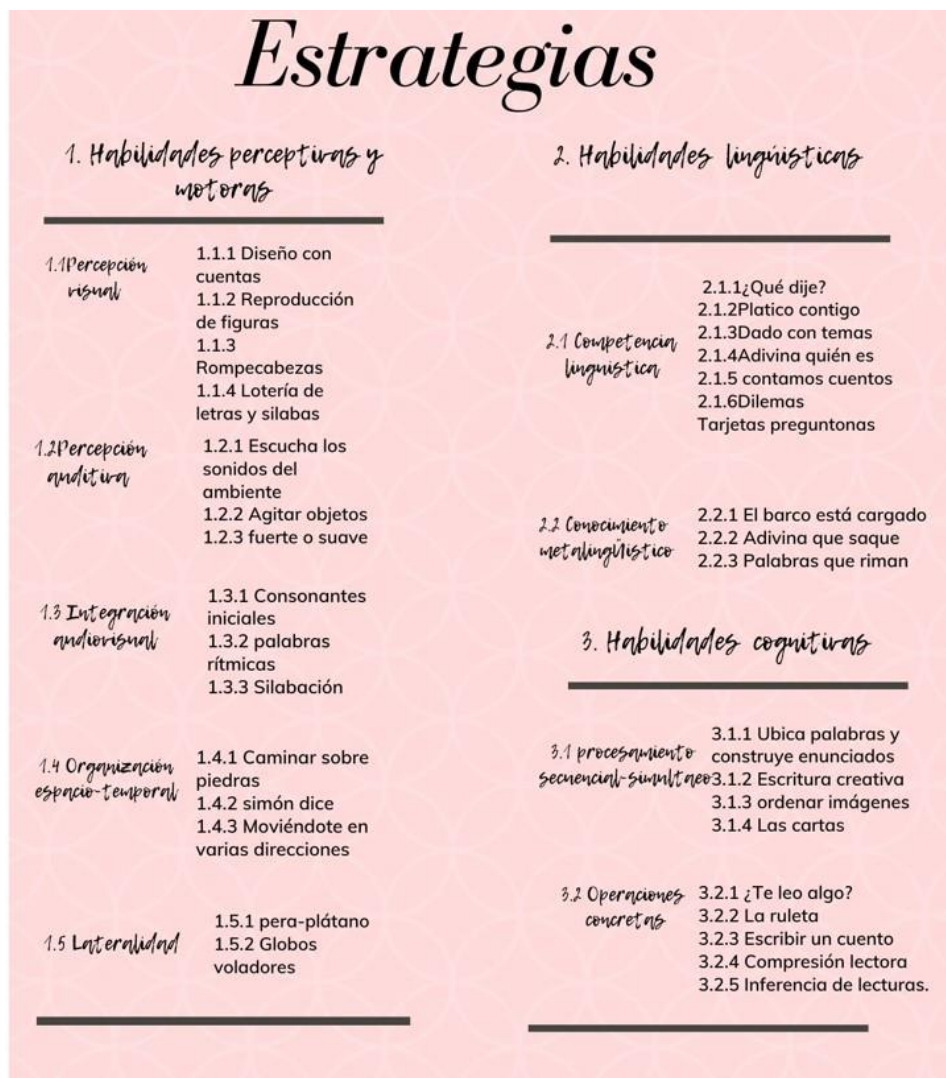 Estrategias
1. Habilidades perceptivas y
motoras
1.1Percepción
visual
1.1.1 Diseño con
cuentas
1.1.2 Reproducción
de figuras
1.1.3
Rompecabezas
1.1.4 Lotería de
letras y silabas
1.2Percepción
auditiva
1.2.1 Escucha los
sonidos del
ambiente
1.2.2 Agitar objetos
1.2.3 fuerte o suave
1.3 Integración
audiovisual
1.3.1 Consonantes
iniciales
1.3.2 palabras
rítmicas
1.3.3 Silabación
1.4 Organización
espacio-temporal
1.4.1 Caminar sobre
piedras
1.4.2 simón dice
1.4.3 Moviéndote en
varias direcciones
1.5 Lateralidad
1.5.1 pera-plátano
1.5.2 Globos
voladores
2. Habilidades lingúisticas
2.1 Competencia
linguistica
2.1.1¿Qué dije?
2.1.2Platico contigo
2.1.3Dado con temas
2.1.4Adivina quién es
2.1.5 contamos cuentos
2.1.6Dilemas
Tarjetas preguntonas
2.2 Conocimiento
metalingÜistico
2.2.1 El barco está cargado
2.2.2 Adivina que saque
2.2.3 Palabras que riman
3. Habilidades cognitivas
3.1 procesamiento
secuencial-simultaeo
3.1.1 Ubica palabras y
construye enunciados
3.1.2 Escritura creativa
3.1.3 ordenar imágenes
3.1.4 Las cartas
3.2 Operaciones
concretas
3.2.1 ¿Te leo algo?
3.2.2 La ruleta
3.2.3 Escribir un cuento
3.2.4 Compresión lectora
3.2.5 Inferencia de lecturas.